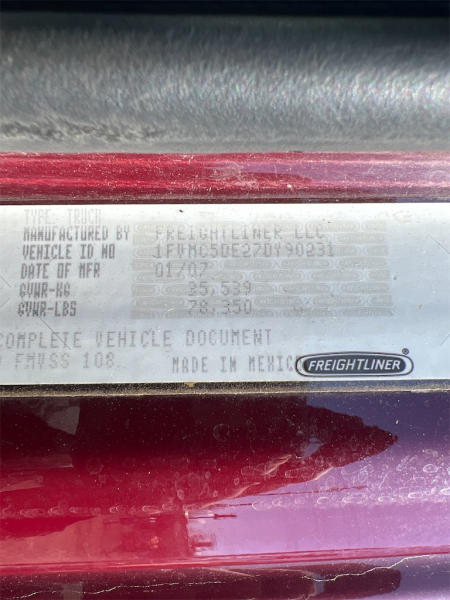 TYPE: TRUCK
MANUFACTURED BY FREIGHTLINER LLC
VEHICLE ID NO 1FVMC5DE27DY90231
DATE OF MFR 01/07
GVWR-KG 35,539
GVWR-LBS 78,350
COMPLETE VEHICLE DOCUMENT
FMVSS 108 MADE IN MEXICO
FREIGHTLINER®